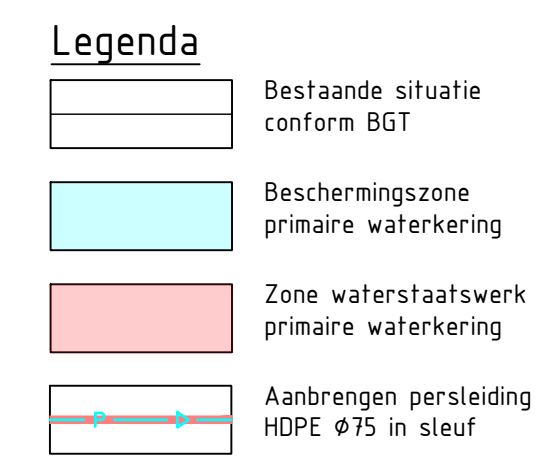 Legenda
Bestaande situatie
conform BGT
Beschermingszone
primaire waterkering
Zone waterstaatswerk
primaire waterkering
P
Aanbrengen persleiding
HDPE Ø75 in sleuf